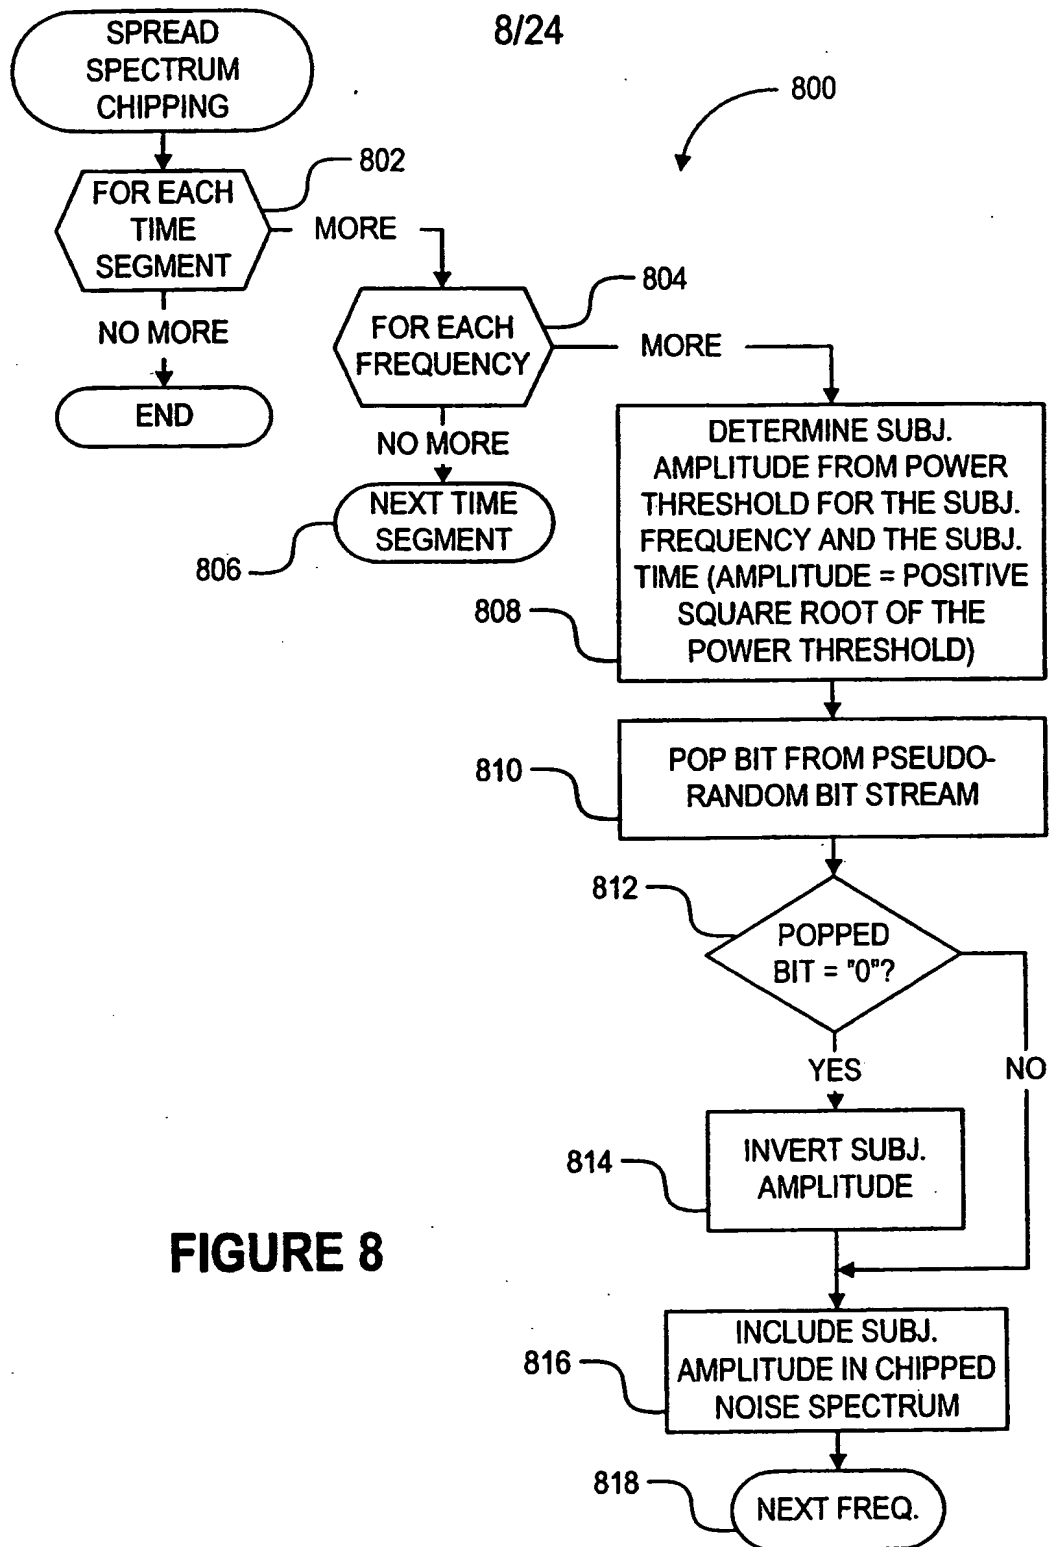 8/24
SPREAD
SPECTRUM
CHIPPING
800
802
FOR EACH
TIME
SEGMENT
MORE
NO MORE
END
804
FOR EACH
FREQUENCY
MORE
NO MORE
NEXT TIME
SEGMENT
806
DETERMINE SUBJ.
AMPLITUDE FROM POWER
THRESHOLD FOR THE SUBJ.
FREQUENCY AND THE SUBJ.
TIME (AMPLITUDE = POSITIVE
SQUARE ROOT OF THE
POWER THRESHOLD)
808
POP BIT FROM PSEUDO-
RANDOM BIT STREAM
810
812
POPPED
BIT = "0"?
YES
NO
INVERT SUBJ.
AMPLITUDE
814
FIGURE 8
INCLUDE SUBJ.
AMPLITUDE IN CHIPPED
NOISE SPECTRUM
816
818
NEXT FREQ.